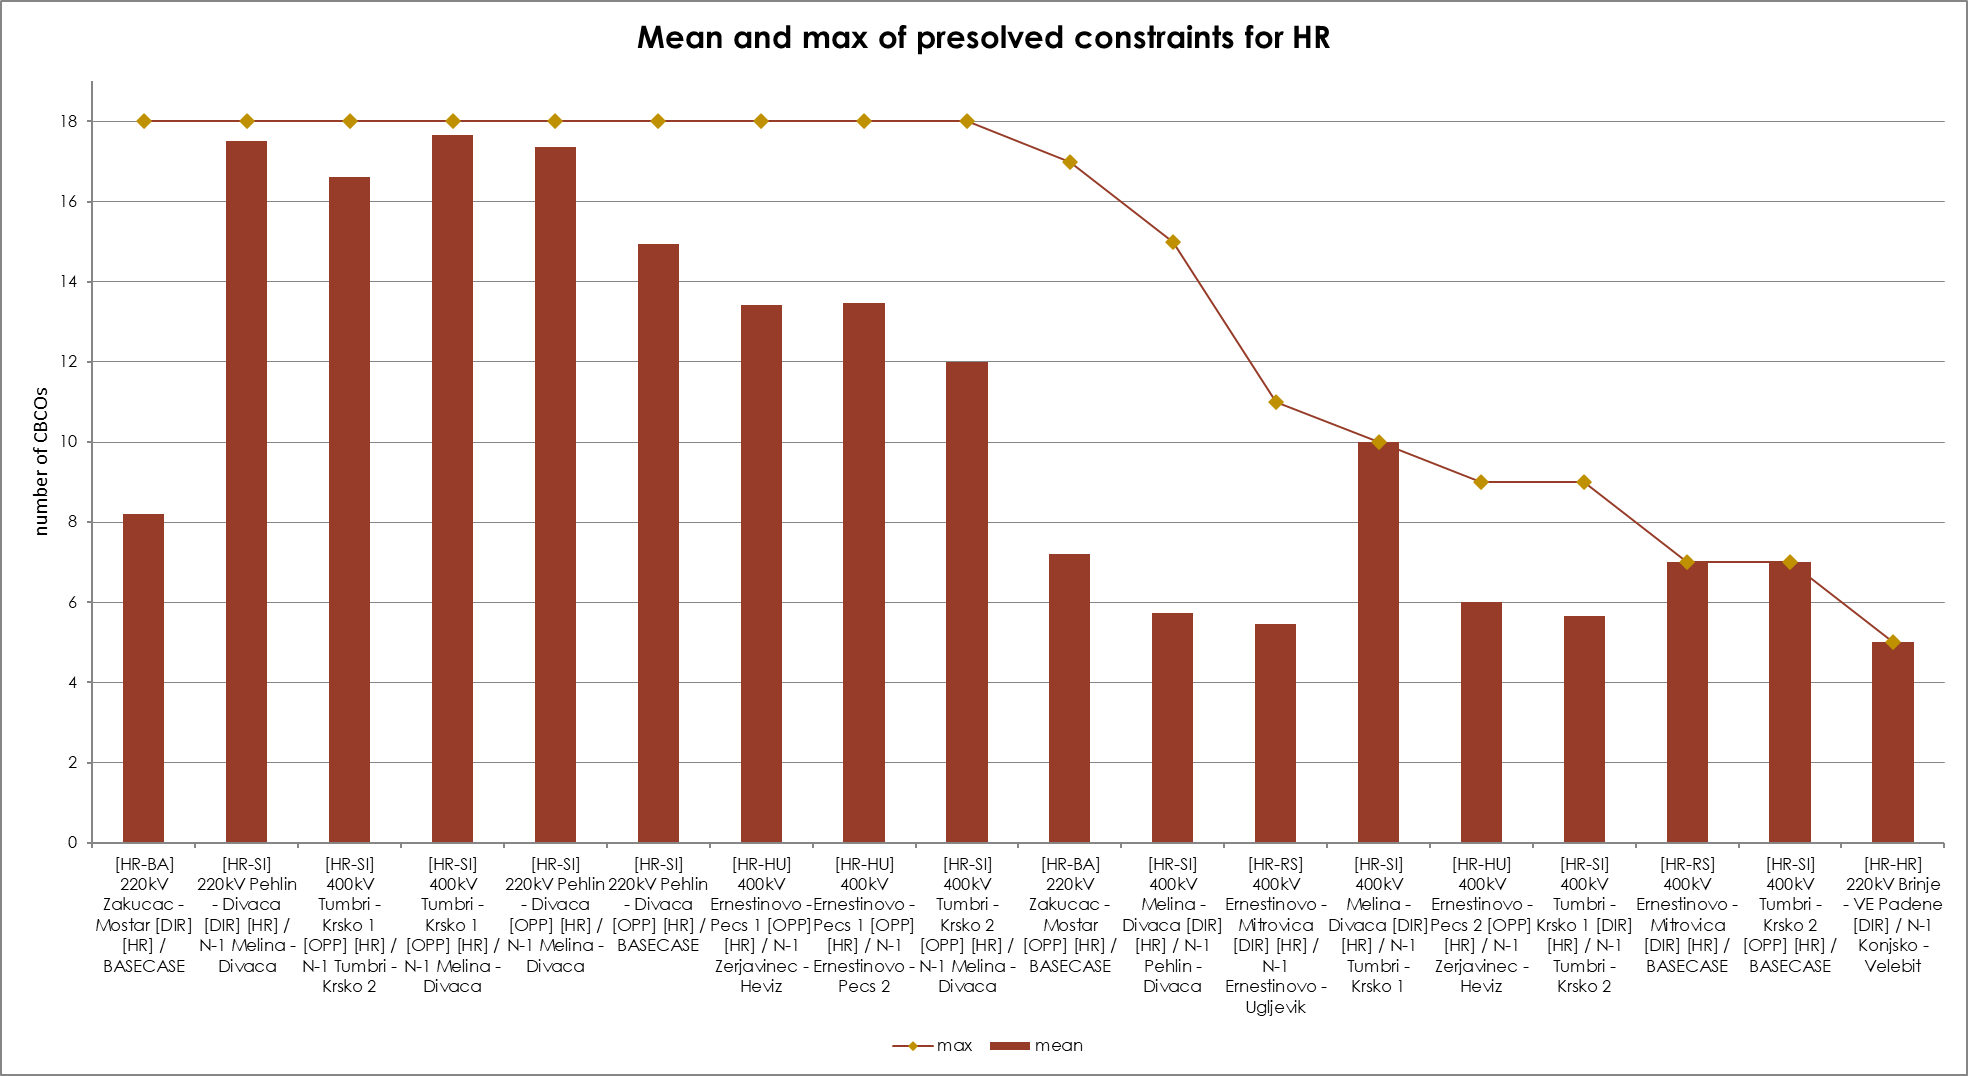 Mean and max of presolved constraints for HR
number of CBCOs
18
16
14
12
10
8
6
4
2
0
[HR-BA]
220kV
Zakucac -
Mostar [DIR]
[HR] /
BASECASE
[HR-SI]
220kV Pehlin
- Divaca
[DIR] [HR] /
N-1 Melina -
Divaca
[HR-SI]
400kV
Tumbri -
Krsko 1
[OPP] [HR] /
N-1 Tumbri -
Krsko 2
[HR-SI]
400kV
Tumbri -
Krsko 1
[OPP] [HR] /
N-1 Melina -
Divaca
[HR-SI]
220kV Pehlin
- Divaca
[OPP] [HR] /
N-1 Melina -
Divaca
[HR-SI]
220kV Pehlin
- Divaca
[OPP] [HR] /
BASECASE
[HR-HU]
400kV
Ernestinovo -
Pecs 1 [OPP]
[HR] / N-1
Zerjavinec -
Heviz
[HR-HU]
400kV
Ernestinovo -
Pecs 1 [OPP]
[HR] / N-1
Ernestinovo -
Pecs 2
[HR-SI]
400kV
Tumbri -
Krsko 2
[OPP] [HR] /
N-1 Melina -
Divaca
[HR-BA]
220kV
Zakucac -
Mostar
[OPP] [HR] /
BASECASE
[HR-SI]
400kV
Melina -
Divaca [DIR]
[HR] / N-1
Pehlin -
Divaca
[HR-RS]
400kV
Ernestinovo -
Mitrovica
[DIR] [HR] /
N-1
Ernestinovo -
Ugljevik
[HR-SI]
400kV
Melina -
Divaca [DIR]
[HR] / N-1
Tumbri -
Krsko 1
[HR-HU]
400kV
Ernestinovo -
Pecs 2 [OPP]
[HR] / N-1
Zerjavinec -
Heviz
[HR-SI]
400kV
Tumbri -
Krsko 1 [DIR]
[HR] / N-1
Tumbri -
Krsko 2
[HR-RS]
400kV
Ernestinovo -
Mitrovica
[DIR] [HR] /
BASECASE
[HR-SI]
400kV
Tumbri -
Krsko 2
[OPP] [HR] /
BASECASE
[HR-HR]
220kV Brinje
- VE Padene
[DIR] / N-1
Konjsko -
Velebit
max
mean